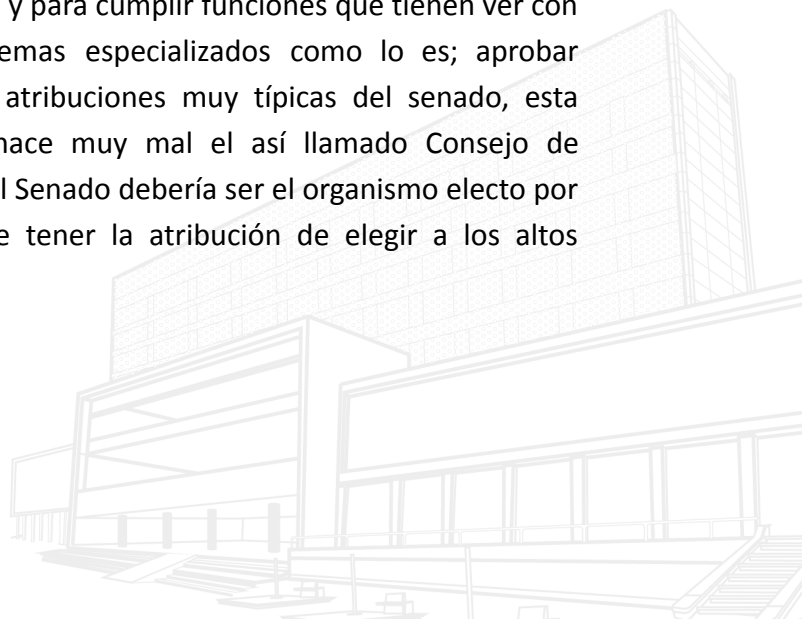 y para cumplir funciones que tienen ver con
emas especializados como lo es; aprobar
atribuciones muy típicas del senado, esta
hace muy mal el así llamado Consejo de
l Senado debería ser el organismo electo por
e tener la atribución de elegir a los altos